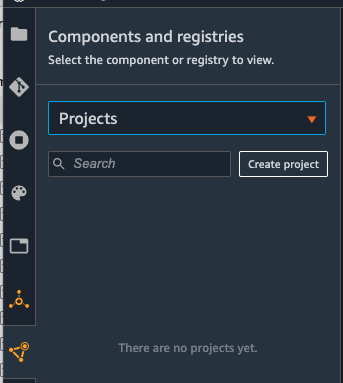 Components and registries
Select the component or registry to view.
Projects
Search
Create project
There are no projects yet.